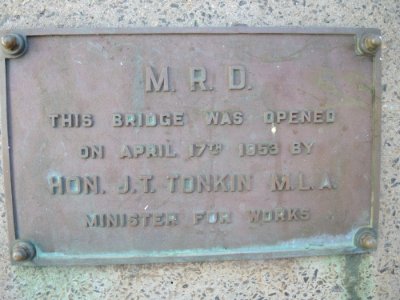 M. R. D.
THIS BRIDGE WAS OPENED
ON APRIL 17TH 1953 BY
HON. J.T. TONKIN M.L.A.
MINISTER FOR WORKS